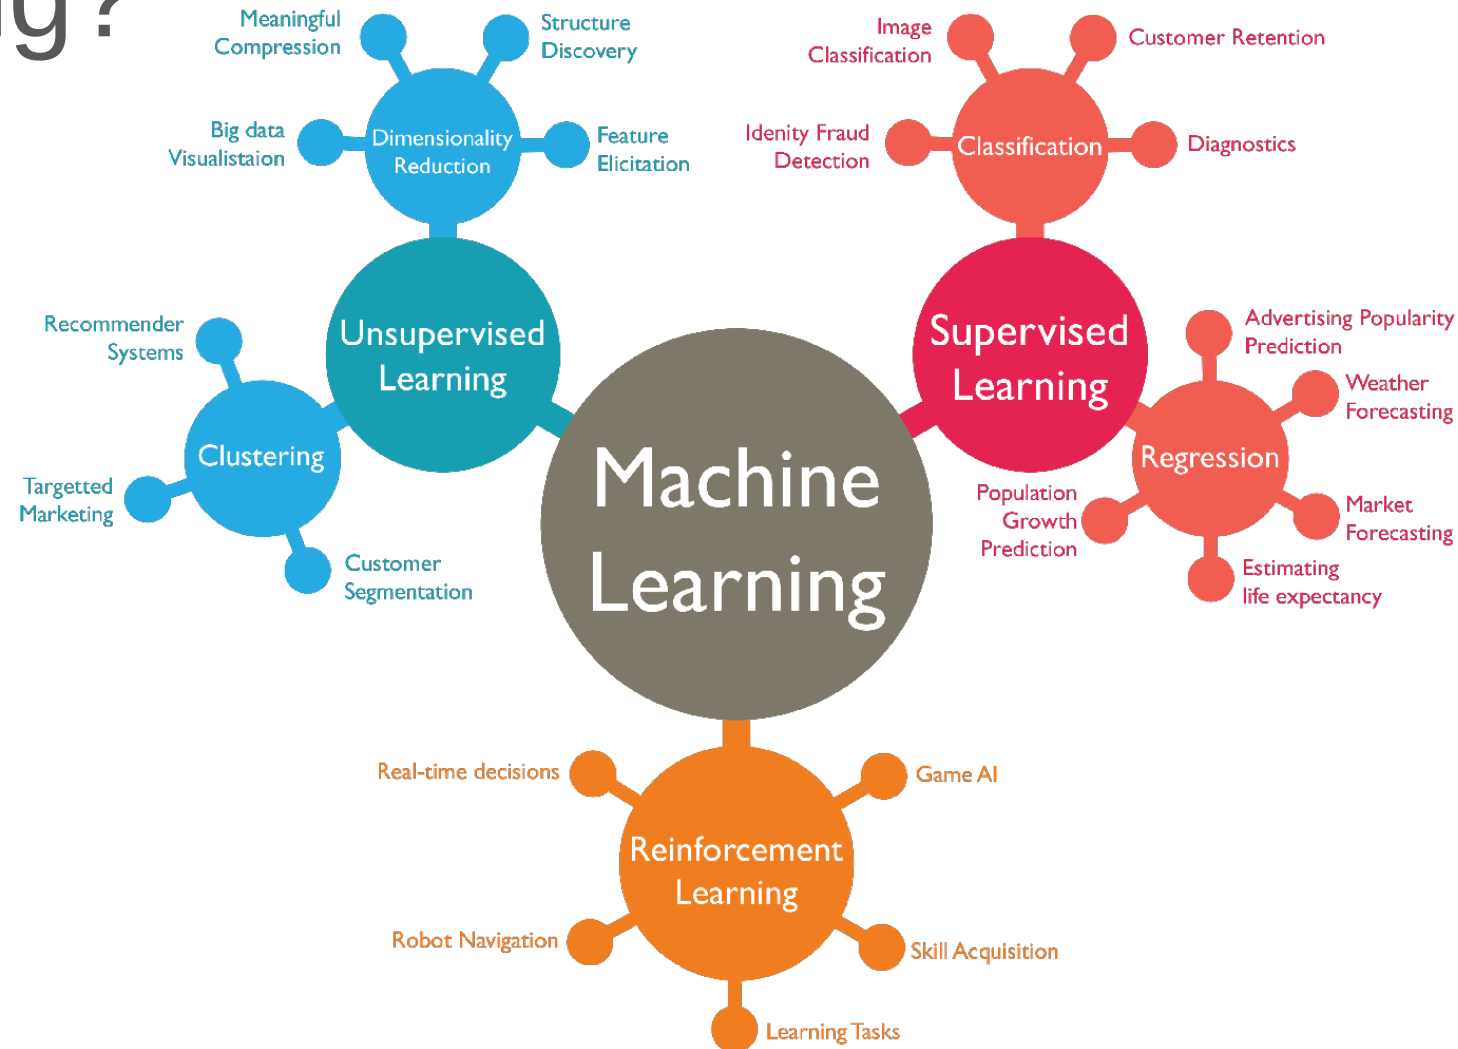 g?
Meaningful
Compression
Structure
Discovery
Big data
Visualistaion
Dimensionality
Reduction
Feature
Elicitation
Image
Classification
Customer Retention
Idenity Fraud
Detection
Classification
Diagnostics
Unsupervised
Learning
Recommender
Systems
Clustering
Targetted
Marketing
Customer
Segmentation
Supervised
Learning
Advertising Popularity
Prediction
Weather
Forecasting
Regression
Population
Growth
Prediction
Market
Forecasting
Estimating
life expectancy
Machine
Learning
Real-time decisions
Game AI
Reinforcement
Learning
Robot Navigation
Skill Acquisition
Learning Tasks